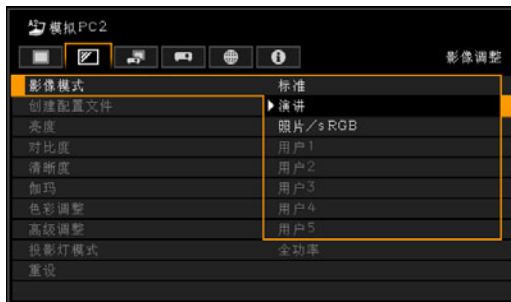 模拟PC2
影像调整
影像模式 标准
创建配置文件 演讲
亮度 照片/sRGB
对比度 用户1
清晰度 用户2
伽玛 用户3
色彩调整 用户4
高级调整 用户5
投影灯模式 全功率
重设